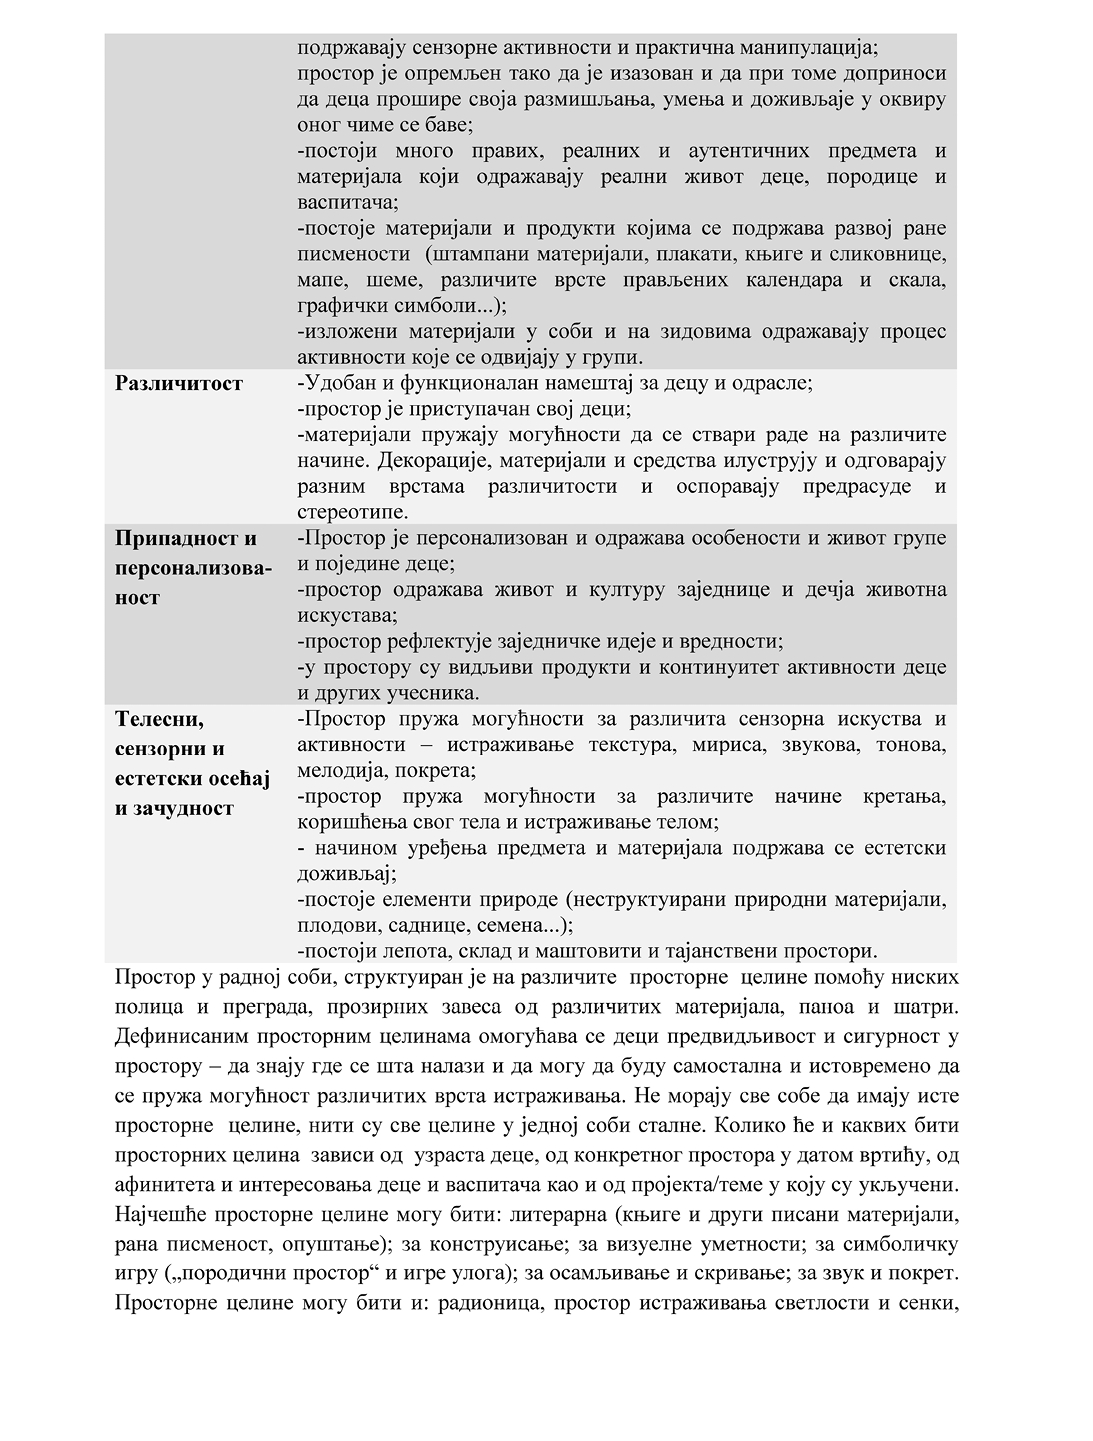 подржавају сензорне активности и практична манипулација;
простор је опремљен тако да је изазован и да при томе доприноси
да деца прошире своја размишљања, умења и доживљаје у оквиру
оног чиме се баве;
-постоји много правих, реалних и аутентичних предмета и
материјала који одражавају реални живот деце, породице и
васпитача;
-постоје материјали и продукти којима се подржава развој ране
писмености (штампани материјали, плакати, књиге и сликовнице,
мапе, шеме, различите врсте прављених календара и скала,
графички симболи...);
-изложени материјали у соби и на зидовима одражавају процес
активности које се одвијају у групи.
Различитост
-Удобан и функционалан намештај за децу и одрасле;
-простор је приступачан свој деци;
-материјали пружају могућности да се ствари раде на различите
начине. Декорације, материјали и средства илуструју и одговарају
разним врстама различитости и оспоравају предрасуде и
стереотипе.
Припадност и
персонализова-
ност
-Простор је персонализован и одражава особености и живот групе
и поједине деце;
-простор одражава живот и културу заједнице и дечја животна
искустава;
-простор рефлектује заједничке идеје и вредности;
-у простору су видљиви продукти и континуитет активности деце
и других учесника.
Телесни,
сензорни и
естетски осећај
и зачудност
-Простор пружа могућности за различита сензорна искуства и
активности – истраживање текстура, мириса, звукова, тонова,
мелодија, покрета;
-простор пружа могућности за различите начине кретања,
коришћења свог тела и истраживање телом;
- начином уређења предмета и материјала подржава се естетски
доживљај;
-постоје елементи природе (неструктуирани природни материјали,
плодови, саднице, семена...);
-постоји лепота, склад и маштовити и тајанствени простори.
Простор у радној соби, структуиран је на различите просторне целине помоћу ниских
полица и преграда, прозирних завеса од различитих материјала, паноа и шатри.
Дефинисаним просторним целинама омогућава се деци предвидљивост и сигурност у
простору – да знају где се шта налази и да могу да буду самостална и истовремено да
се пружа могућност различитих врста истраживања. Не морају све собе да имају исте
просторне целине, нити су све целине у једној соби сталне. Колико ће и каквих бити
просторних целина зависи од узраста деце, од конкретног простора у датом вртићу, од
афинитета и интересовања деце и васпитача као и од пројекта/теме у коју су укључени.
Најчешће просторне целине могу бити: литерарна (књиге и други писани материјали,
рана писменост, опуштање); за конструисање; за визуелне уметности; за симболичку
игру („породични простор“ и игре улога); за осамљивање и скривање; за звук и покрет.
Просторне целине могу бити и: радионица, простор истраживања светлости и сенки,